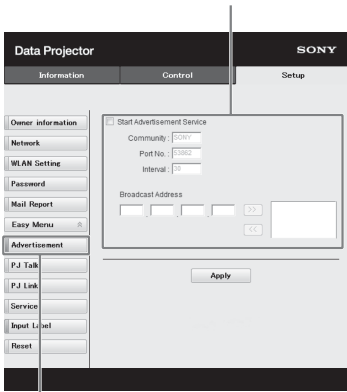 Data Projector
SONY
Information
Control
Setup
Owner information
Network
WLAN Setting
Password
Mail Report
Easy Menu
Advertisement
PJ Talk
PJ Link
Service
Input Label
Reset
Start Advertisement Service
Community : SONY
Port No. : 53862
Interval : 30
Broadcast Address
. . .
>>
<<
Apply